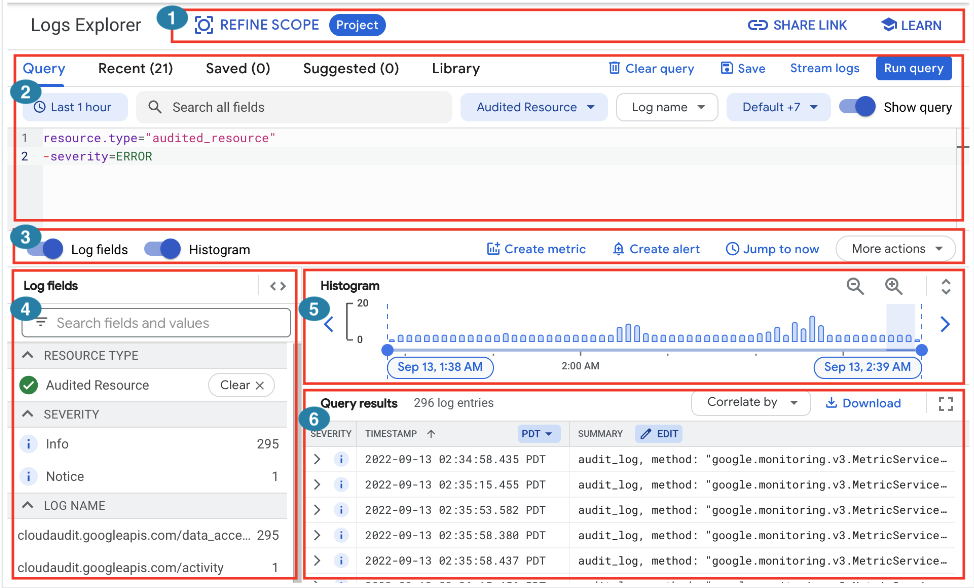 Logs Explorer
1
REFINE SCOPE
Project
SHARE LINK
LEARN
Query
Recent (21)
Saved (0)
Suggested (0)
Library
Clear query
Save
Stream logs
Run query
2
Last 1 hour
Search all fields
Audited Resource
Log name
Default +7
Show query
1 resource.type="audited_resource"
2 -severity=ERROR
3
Log fields
Histogram
Create metric
Create alert
Jump to now
More actions
Log fields
4
Search fields and values
RESOURCE TYPE
Audited Resource
Clear
SEVERITY
Info 295
Notice 1
LOG NAME
cloudaudit.googleapis.com/data_acce… 295
cloudaudit.googleapis.com/activity 1
Histogram
5
20
0
Sep 13, 1:38 AM
2:00 AM
Sep 13, 2:39 AM
Query results
296 log entries
Correlate by
Download
6
SEVERITY
TIMESTAMP
PDT
SUMMARY
EDIT
2022-09-13 02:34:58.435 PDT audit_log, method: "google.monitoring.v3.MetricService…
2022-09-13 02:35:15.455 PDT audit_log, method: "google.monitoring.v3.MetricService…
2022-09-13 02:35:53.582 PDT audit_log, method: "google.monitoring.v3.MetricService…
2022-09-13 02:35:58.380 PDT audit_log, method: "google.monitoring.v3.MetricService…
2022-09-13 02:35:58.437 PDT audit_log, method: "google.monitoring.v3.MetricService…